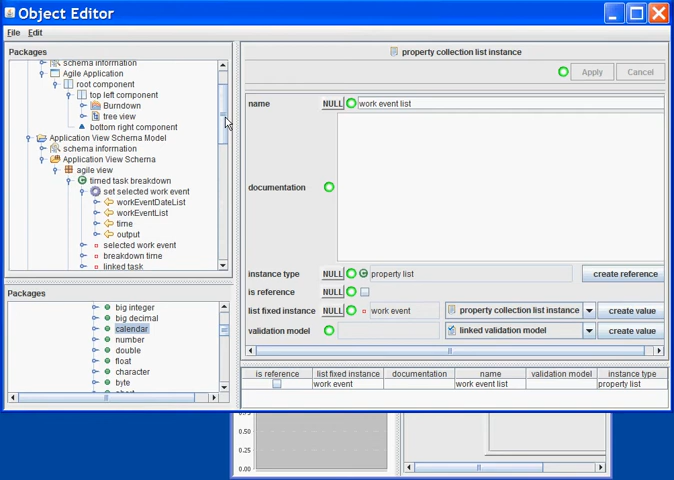 Object Editor
File Edit
Packages
schema information
Agile Application
root component
top left component
Burndown
tree view
bottom right component
Application View Schema Model
schema information
Application View Schema
agile view
timed task breakdown
set selected work event
workEventDateList
workEventList
time
output
selected work event
breakdown time
linked task
Packages
big integer
big decimal
calendar
number
double
float
character
byte
property collection list instance
Apply Cancel
name NULL work event list
documentation
instance type NULL property list create reference
is reference NULL
list fixed instance NULL work event property collection list instance create value
validation model linked validation model create value
is reference list fixed instance documentation name validation model instance type
work event work event list property list
0.50
0.25
0.00